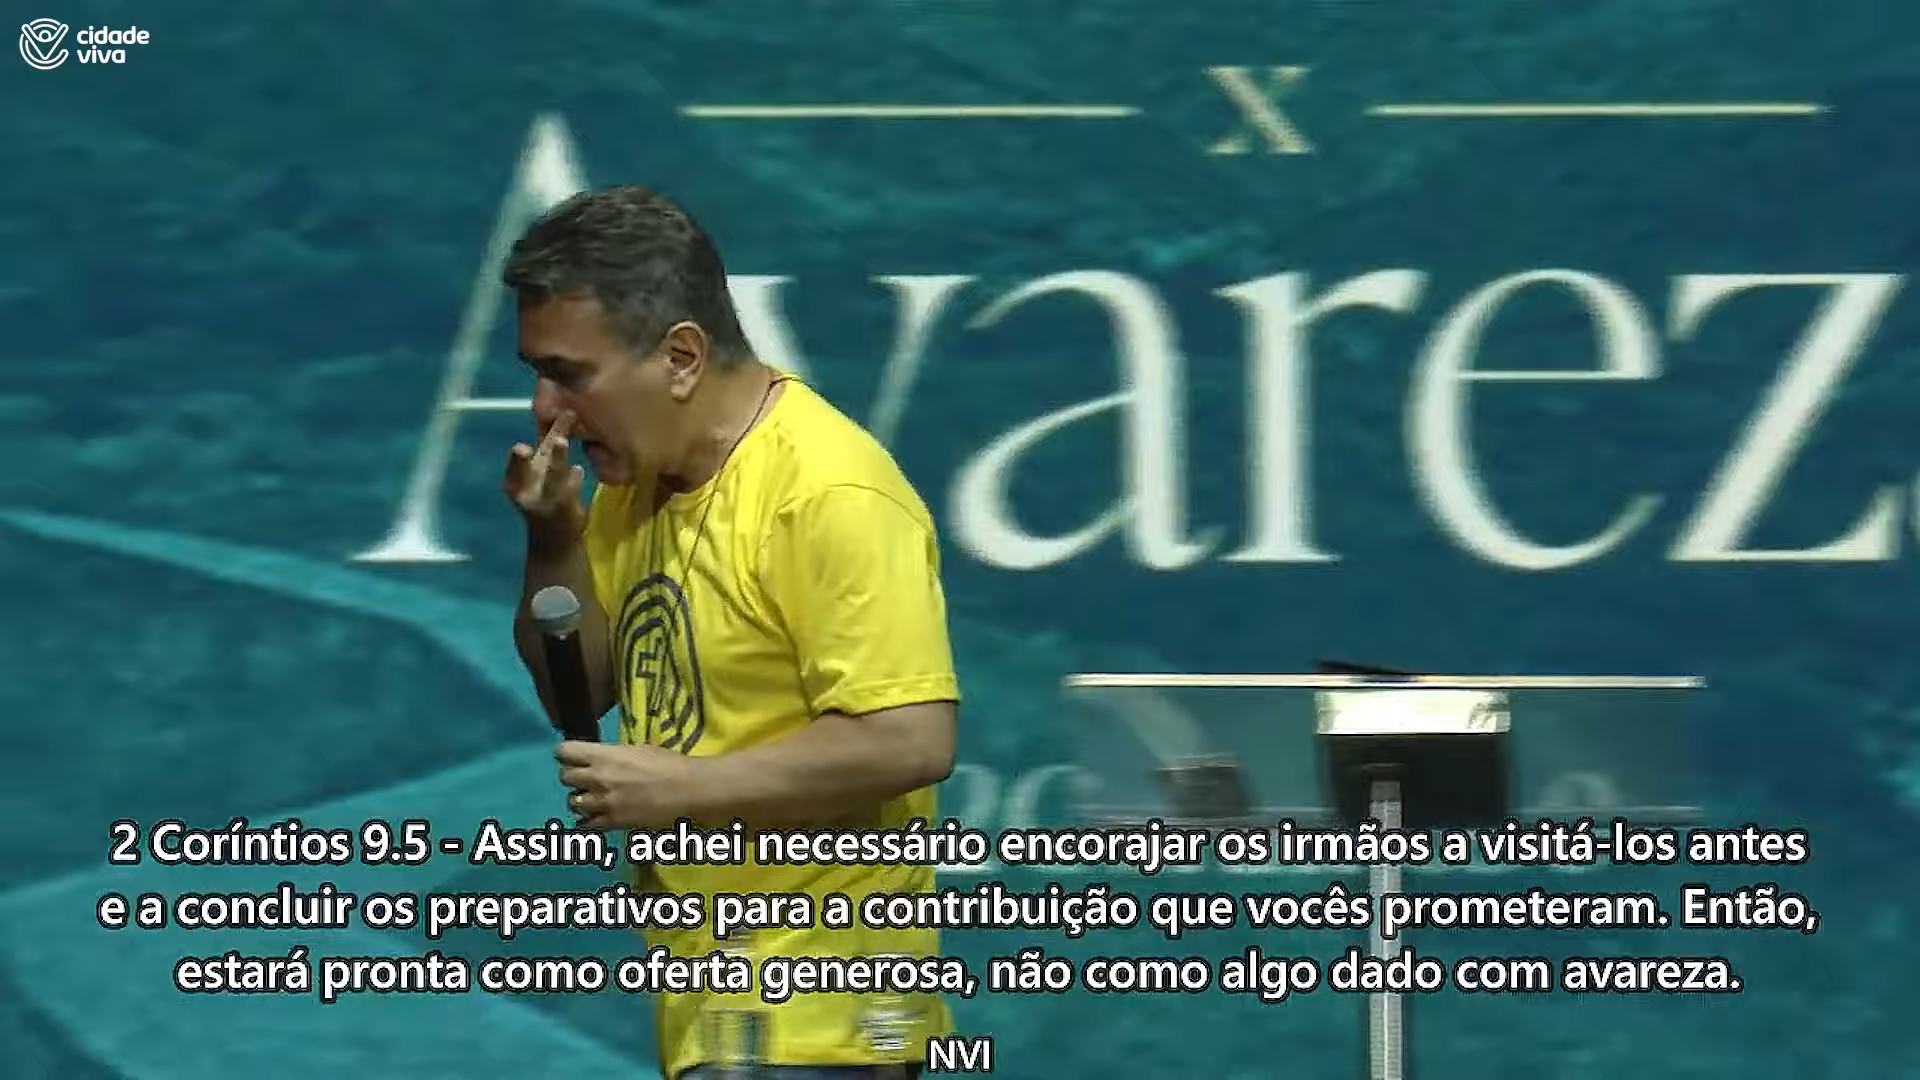 cidade
viva
x
Avareza
2 Coríntios 9.5 - Assim, achei necessário encorajar os irmãos a visitá-los antes
e a concluir os preparativos para a contribuição que vocês prometeram. Então,
estará pronta como oferta generosa, não como algo dado com avareza.
NVI